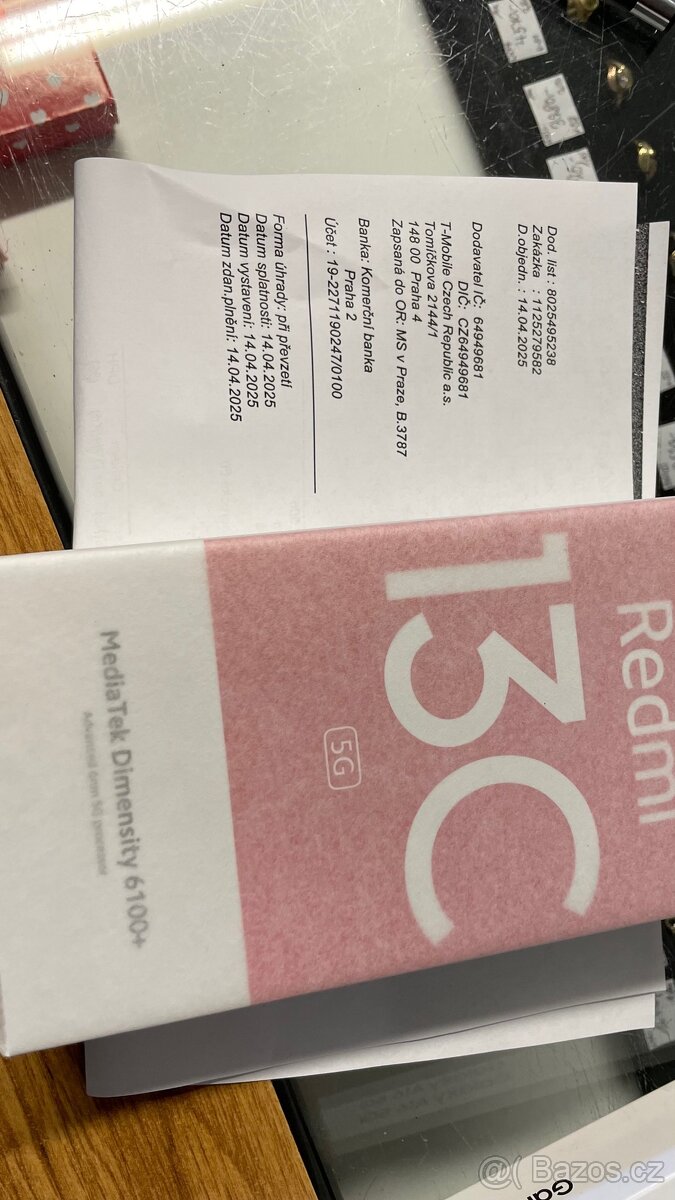 Dod. list : 8025495238
Zakázka : 1125279582
D.objedn. : 14.04.2025
Dodavatel IČ: 64949681
DIČ: CZ64949681
T-Mobile Czech Republic a.s.
Tomíčkova 2144/1
148 00 Praha 4
Zapsaná do OR: MS v Praze, B.3787
Banka: Komerční banka
Praha 2
Účet : 19-2271190247/0100
Forma úhrady: při převzetí
Datum splatnosti: 14.04.2025
Datum vystavení: 14.04.2025
Datum zdan.plnění: 14.04.2025
Redmi
13C
5G
MediaTek Dimensity 6100+
Bazos.cz